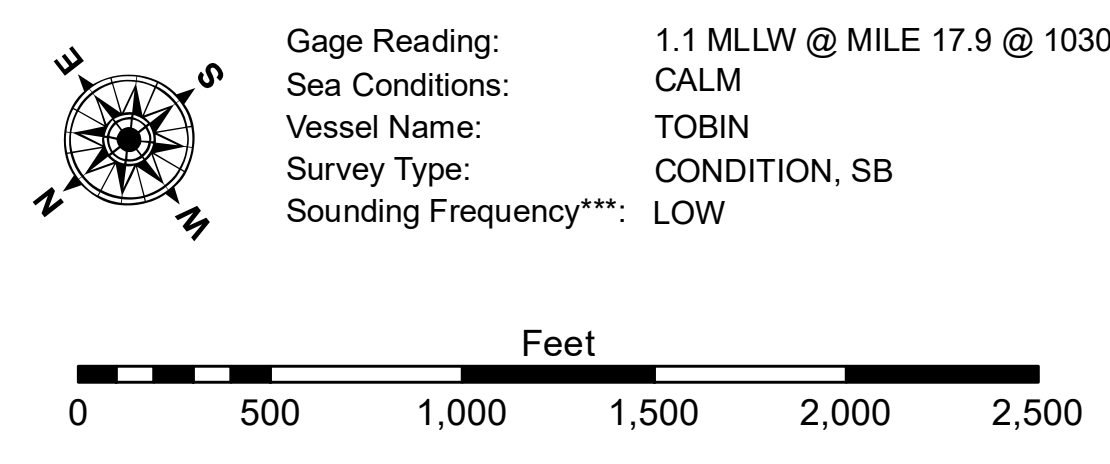 E
S
N
W
Gage Reading: 1.1 MLLW @ MILE 17.9 @ 1030
Sea Conditions: CALM
Vessel Name: TOBIN
Survey Type: CONDITION, SB
Sounding Frequency***: LOW
Feet
0 500 1,000 1,500 2,000 2,500